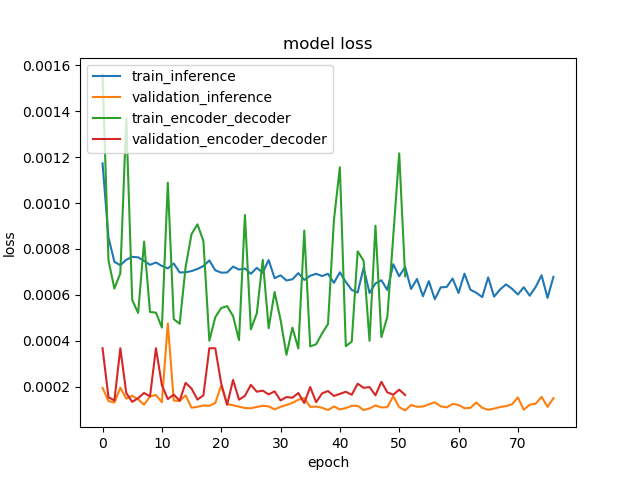 model loss
0.0016
0.0014
0.0012
0.0010
0.0008
0.0006
0.0004
0.0002
loss
train_inference
validation_inference
train_encoder_decoder
validation_encoder_decoder
0 10 20 30 40 50 60 70
epoch